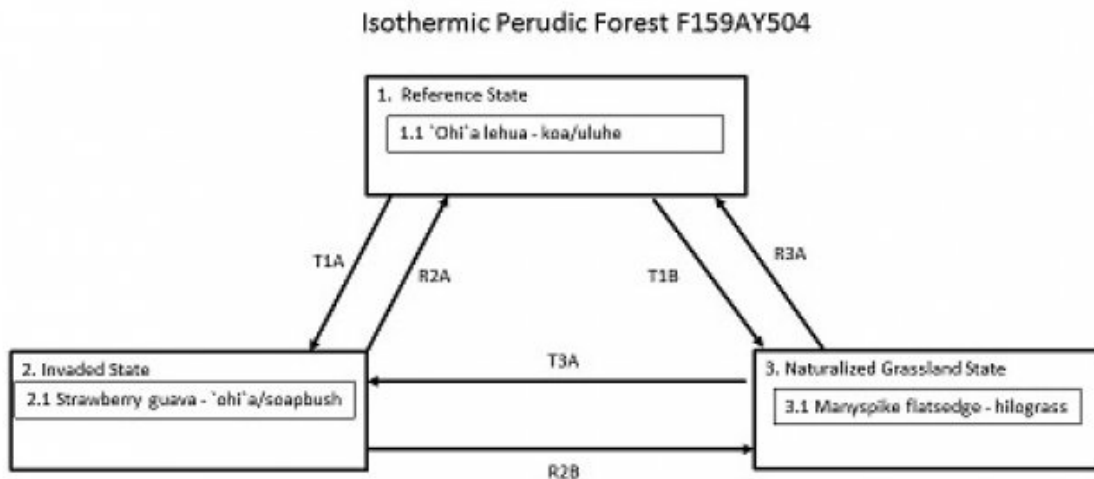 Isothermic Perudic Forest F159AY504
1. Reference State
1.1 `Ohi`a lehua - koa/uluhe
T1A
R2A
T1B
R3A
2. Invaded State
2.1 Strawberry guava - `ohi`a/soapbush
T3A
3. Naturalized Grassland State
3.1 Manyspike flatsedge - hilograss
R2B